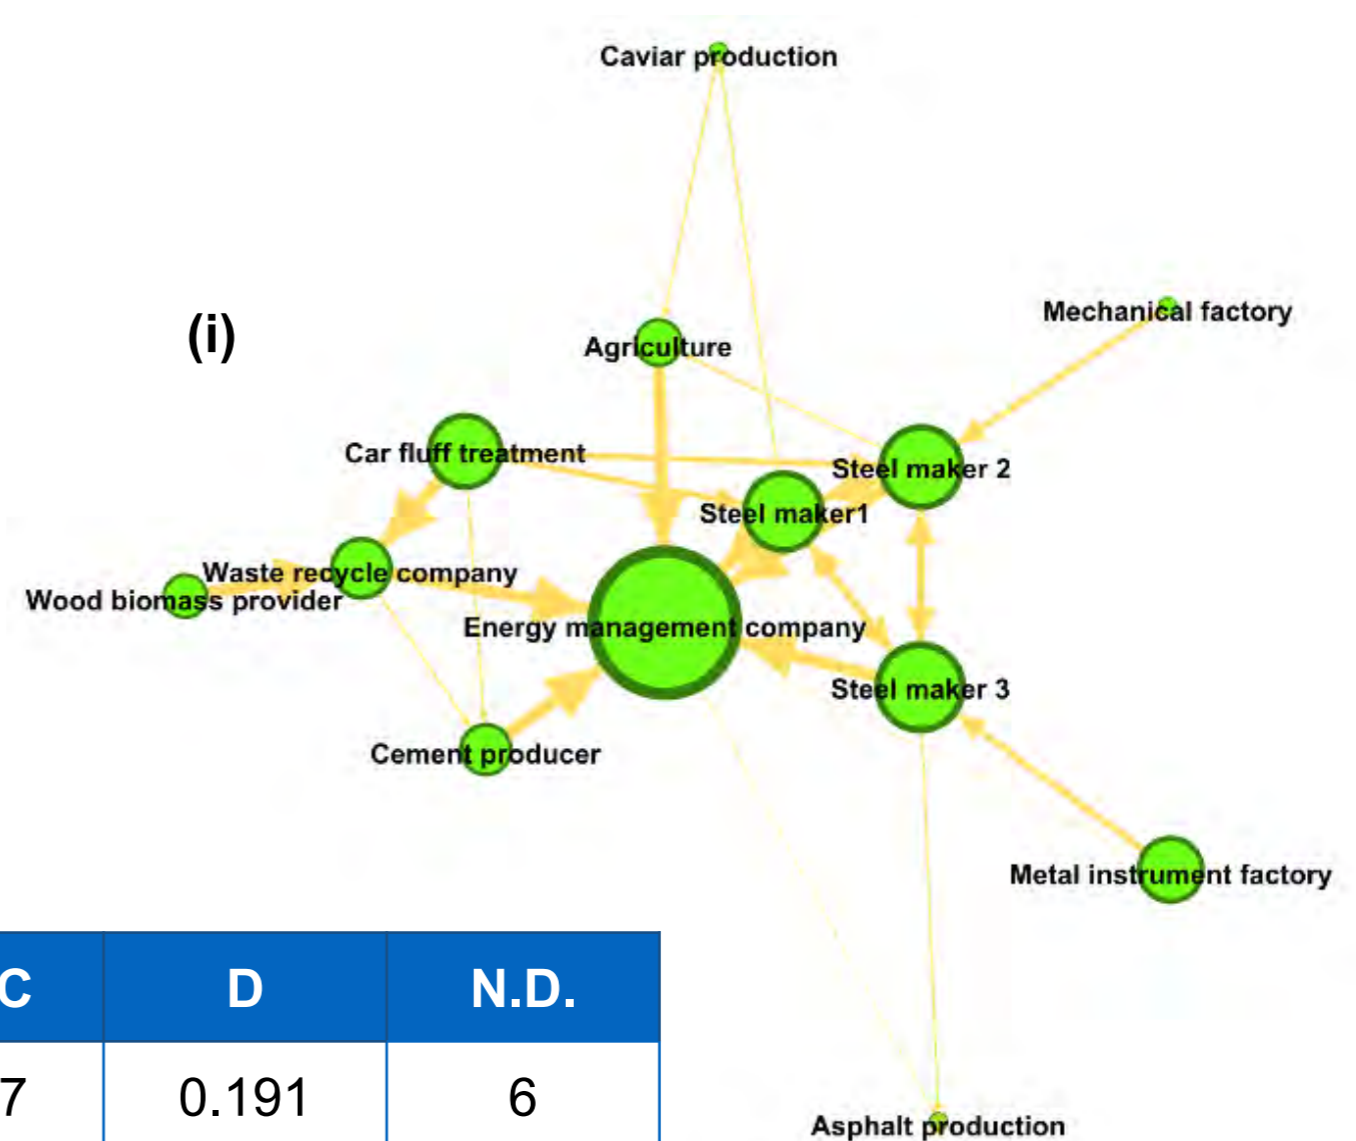 Caviar production
Mechanical factory
(i)
Agriculture
Car fluff treatment
Steel maker 2
Steel maker1
Waste recycle company
Wood biomass provider
Energy management company
Steel maker 3
Cement producer
Metal instrument factory
C D N.D.
7 0.191 6
Asphalt production